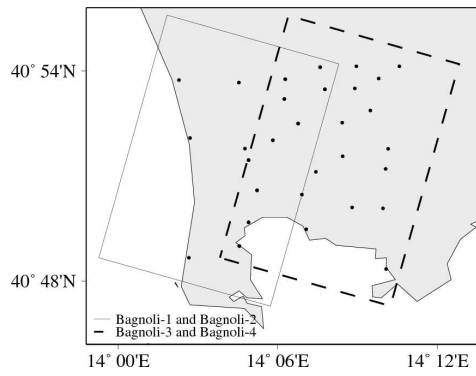 40° 54'N
40° 48'N
Bagnoli-1 and Bagnoli-2
Bagnoli-3 and Bagnoli-4
14° 00'E 14° 06'E 14° 12'E